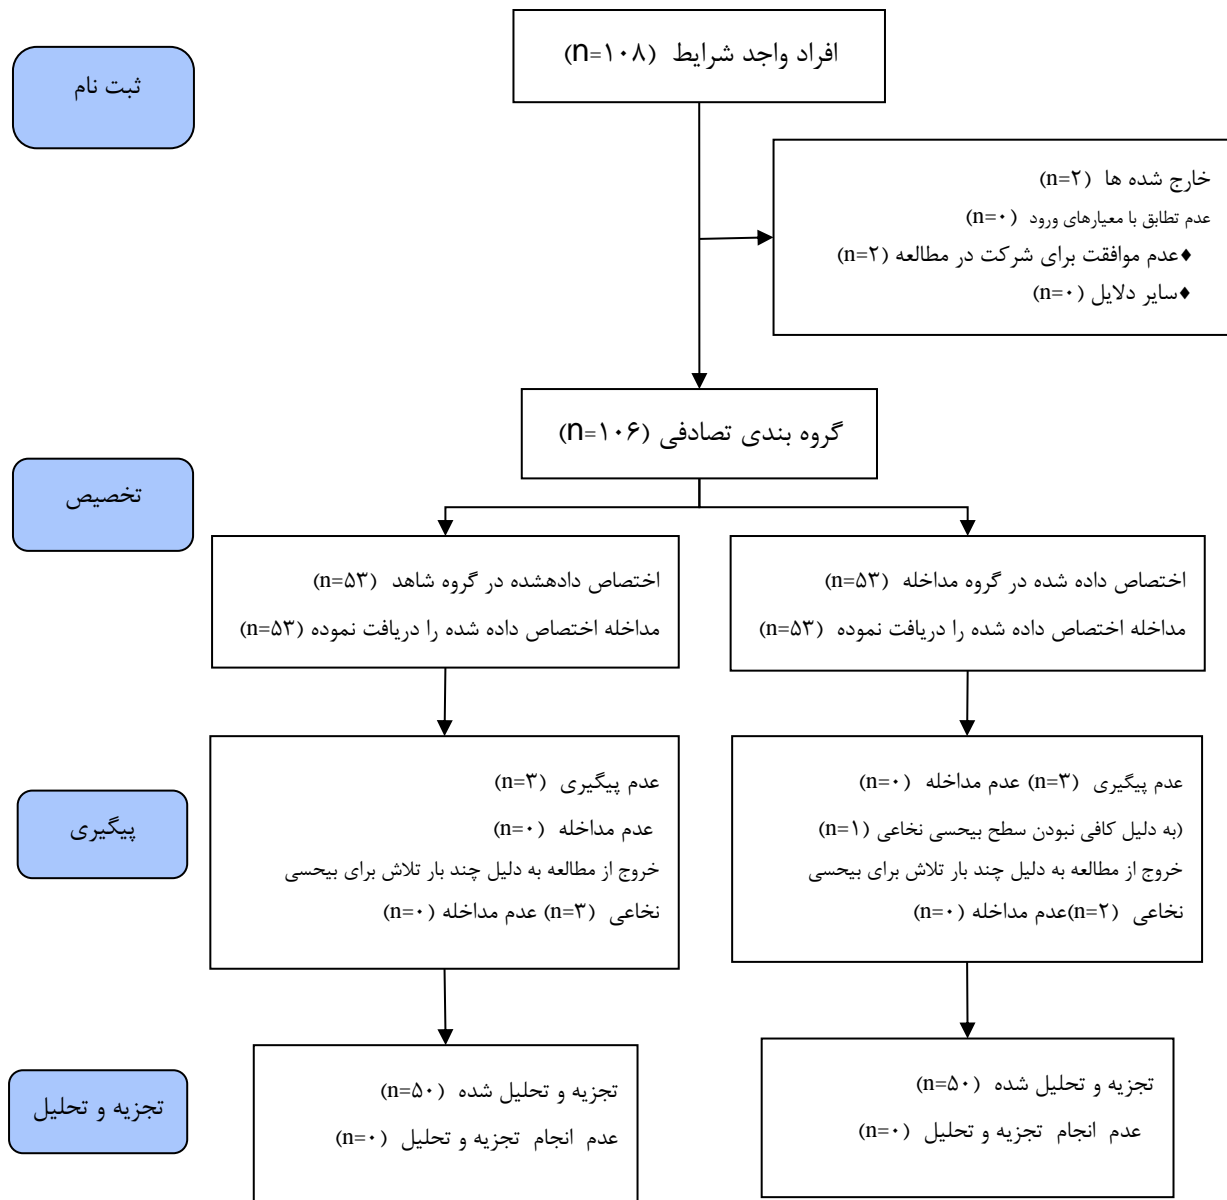 افراد واجد شرایط (n=۱۰۸)
ثبت نام
خارج شده ها (n=۲)
عدم تطابق با معیارهای ورود (n=۰)
♦عدم موافقت برای شرکت در مطالعه (n=۲)
♦سایر دلایل (n=۰)
گروه بندی تصادفی (n=۱۰۶)
تخصیص
اختصاص داده شده در گروه مداخله (n=۵۳)
مداخله اختصاص داده شده را دریافت نموده (n=۵۳)
اختصاص دادهشده در گروه شاهد (n=۵۳)
مداخله اختصاص داده شده را دریافت نموده (n=۵۳)
پیگیری
عدم پیگیری (n=۳) عدم مداخله (n=۰)
(به دلیل کافی نبودن سطح بیحسی نخاعی (n=۱)
خروج از مطالعه به دلیل چند بار تلاش برای بیحسی
نخاعی (n=۲)عدم مداخله (n=۰)
عدم پیگیری (n=۳)
عدم مداخله (n=۰)
خروج از مطالعه به دلیل چند بار تلاش برای بیحسی
نخاعی (n=۳) عدم مداخله (n=۰)
تجزیه و تحلیل
تجزیه و تحلیل شده (n=۵۰)
عدم انجام تجزیه و تحلیل (n=۰)
تجزیه و تحلیل شده (n=۵۰)
عدم انجام تجزیه و تحلیل (n=۰)